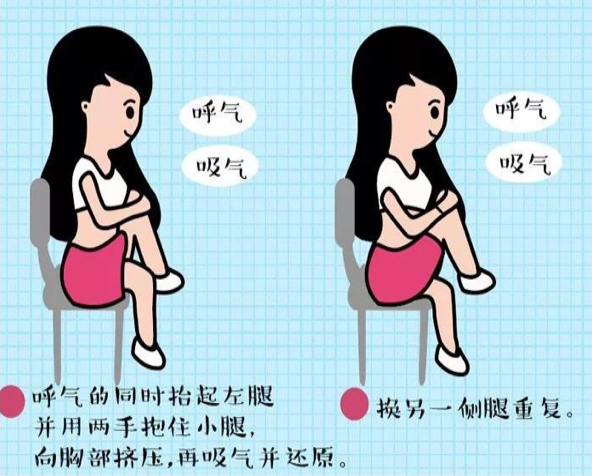 呼气
吸气
呼气
吸气
呼气的同时抬起左腿
并用两手抱住小腿,
向胸部挤压,再吸气并还原。
换另一侧腿重复。